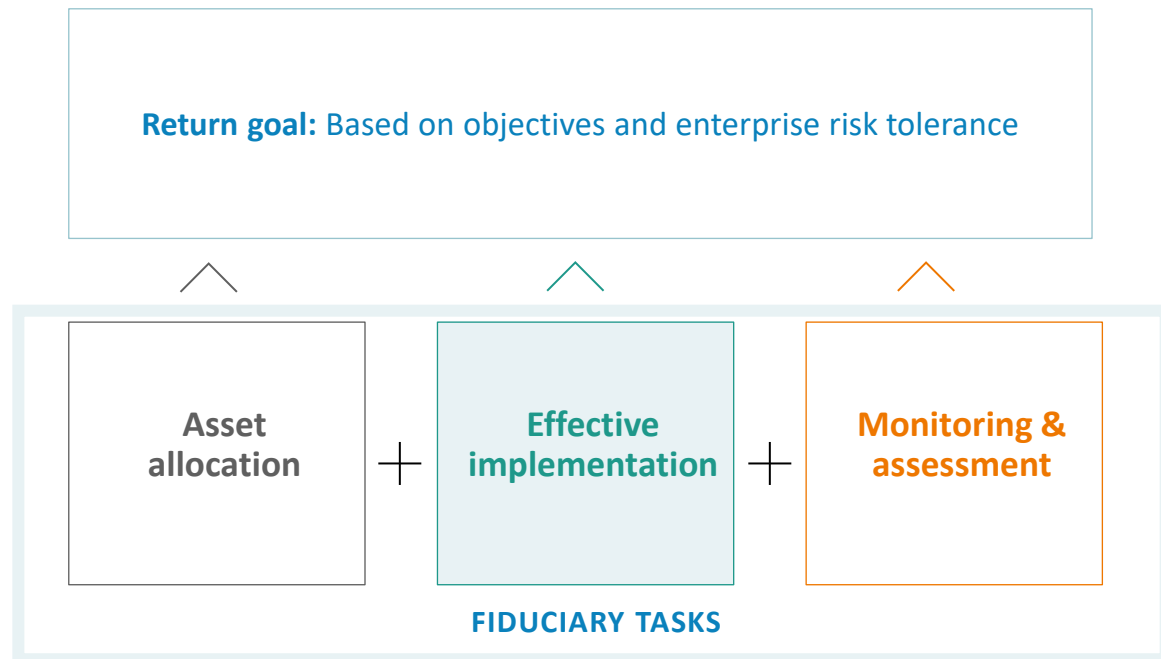 Return goal: Based on objectives and enterprise risk tolerance
Asset
allocation
Effective
implementation
Monitoring &
assessment
FIDUCIARY TASKS